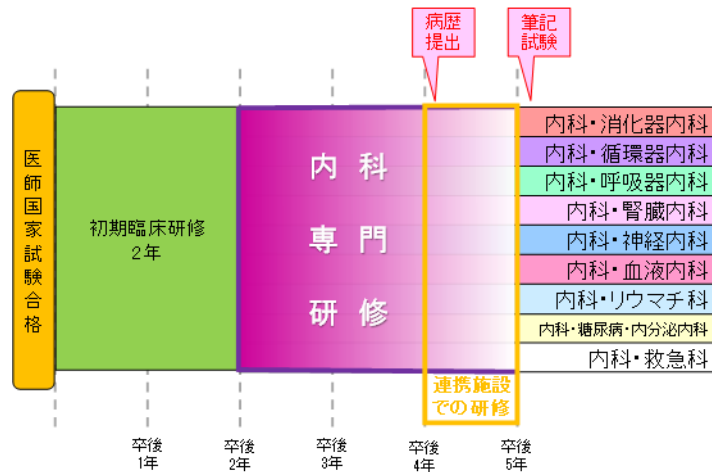 病歴
提出
筆記
試験
医師国家試験合格
初期臨床研修
2年
内科
専門
研修
内科・消化器内科
内科・循環器内科
内科・呼吸器内科
内科・腎臓内科
内科・神経内科
内科・血液内科
内科・リウマチ科
内科・糖尿病・内分泌内科
内科・救急科
連携施設
での研修
卒後
1年
卒後
2年
卒後
3年
卒後
4年
卒後
5年